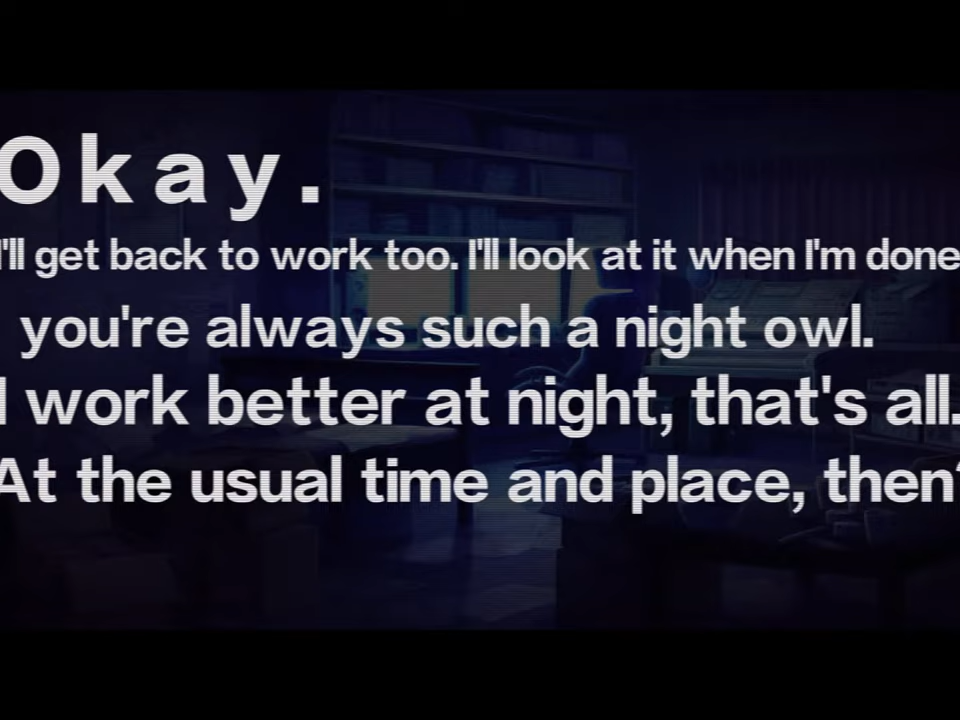 Okay.
I'll get back to work too. I'll look at it when I'm done
you're always such a night owl.
I work better at night, that's all.
At the usual time and place, then?